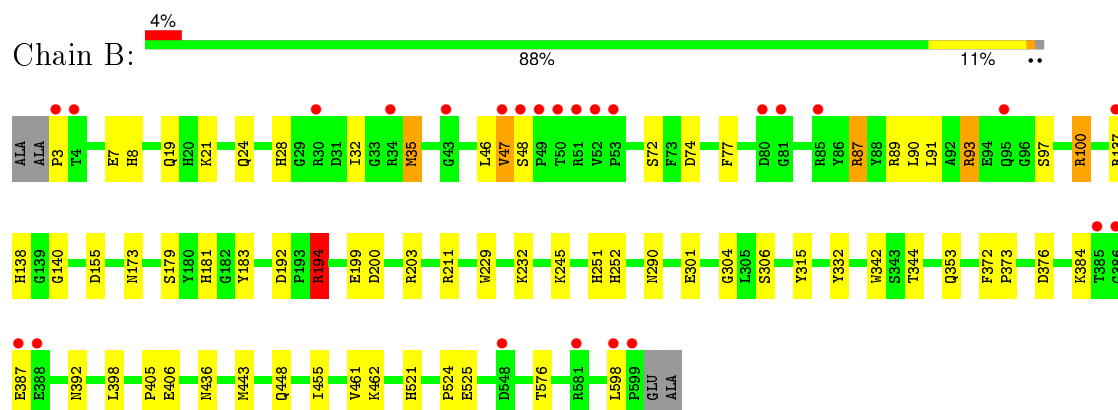 4%
Chain B:
88% 11% ••
ALA ALA P3 T4 E7 H8 Q19 H20 K21 Q24 H28 G29 R30 D31 I32 G33 R34 M35 G43 L46 V47 S48 P49 T50 R51 V52 P53 S72 F73 D74 F77 D80 G81 R85 Y86 R87 Y88 R89 L90 L91 A92 R93 E94 Q95 G96 S97 R100
H138 G139 G140 D155 N173 S179 Y180 H181 G182 Y183 D192 P193 R194 E199 D200 R203 R211 W229 K232 K245 H251 H252 N290 E301 G304 L305 S306 Y315 Y332 W342 S343 T344 Q353 F372 P373 D376 K384 T385
E387 E388 N392 L398 P405 E406 N436 M443 Q448 I455 V461 K462 H521 P524 E525 D548 T576 R581 L598 P599 GLU ALA